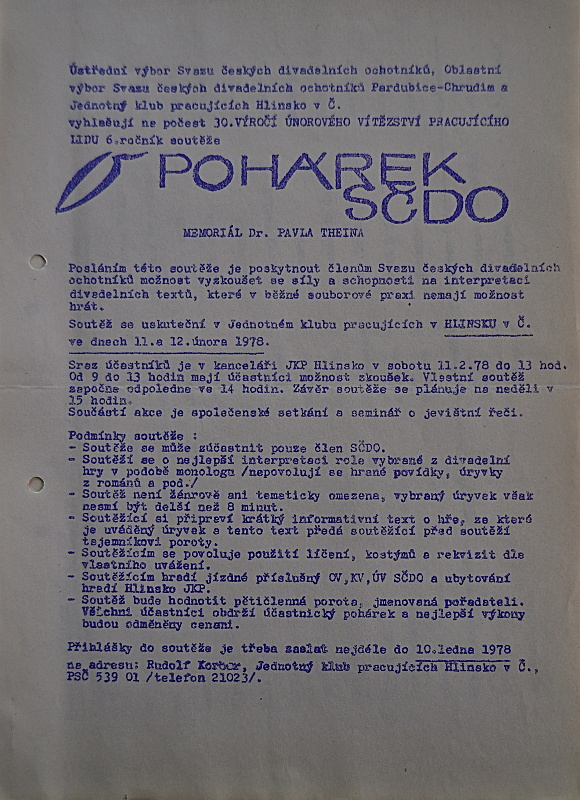 Ústřední výbor Svazu českých divadelních ochotníků, Oblastní
výbor Svazu českých divadelních ochotníků Pardubice-Chrudim a
Jednotný klub pracujících Hlinsko v Č.
vyhlašují na počest 30.VÝROČÍ ÚNOROVÉHO VÍTĚZSTVÍ PRACUJÍCÍHO
LIDU 6.ročník soutěže
O POHÁREK
SČDO
MEMORIÁL Dr. PAVLA THEINA
Posláním této soutěže je poskytnout členům Svazu českých divadelních
ochotníků možnost vyzkoušet se síly a schopnosti na interpretaci
divadelních textů, které v běžné souborové praxi nemají možnost
hrát.
Soutěž se uskuteční v Jednotném klubu pracujících v HLINSKU v Č.
ve dnech 11.a 12.února 1978.
Sraz účastníků je v kanceláři JKP Hlinsko v sobotu 11.2.78 do 13 hod.
Od 9 do 13 hodin mají účastníci možnost zkoušek. Vlastní soutěž
započne odpoledne ve 14 hodin. Závěr soutěže se plánuje na neděli v
15 hodin.
Součástí akce je společenské setkání a seminář o jevištní řeči.
Podmínky soutěže :
- Soutěže se může zúčastnit pouze člen SČDO.
- Soutěží se o nejlepší interpretaci role vybrané z divadelní
hry v podobě monologu /nepovolují se hrané povídky, úryvky
z románů a pod./
- Soutěž není žánrově ani tematicky omezena, vybraný úryvek však
nesmí být delší než 8 minut.
- Soutěžící si připraví krátký informativní text o hře, ze které
je uváděný úryvek a tento text předá soutěžící před soutěží
tajemníkovi poroty.
- Soutěžícím se povoluje použití líčení, kostýmů a rekvizit dle
vlastního uvážení.
- Soutěžícím hradí jízdné příslušný OV,KV,ÚV SČDO a ubytování
hradí Hlinsko JKP.
- Soutěž bude hodnotit pětičlenná porota, jmenovaná pořadateli.
Všichni účastníci obdrží účastnický pohárek a nejlepší výkony
budou odměněny cenami.
Přihlášky do soutěže je třeba zaslat nejdéle do 10.ledna 1978
na adresu: Rudolf Korbař, Jednotný klub pracujících Hlinsko v Č.,
PSČ 539 01 /telefon 21023/.